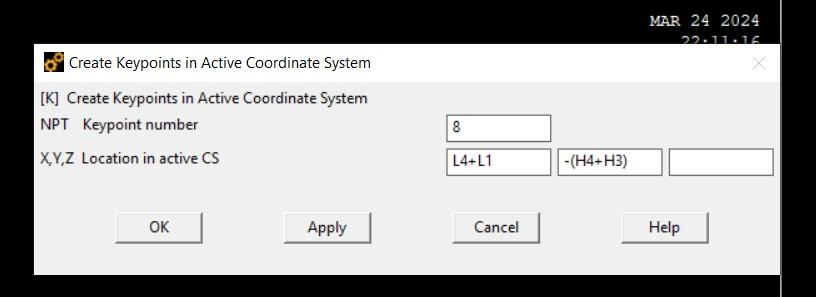 MAR 24 2024
22:11:16
Create Keypoints in Active Coordinate System
[K] Create Keypoints in Active Coordinate System
NPT Keypoint number 8
X,Y,Z Location in active CS L4+L1 -(H4+H3)
OK Apply Cancel Help